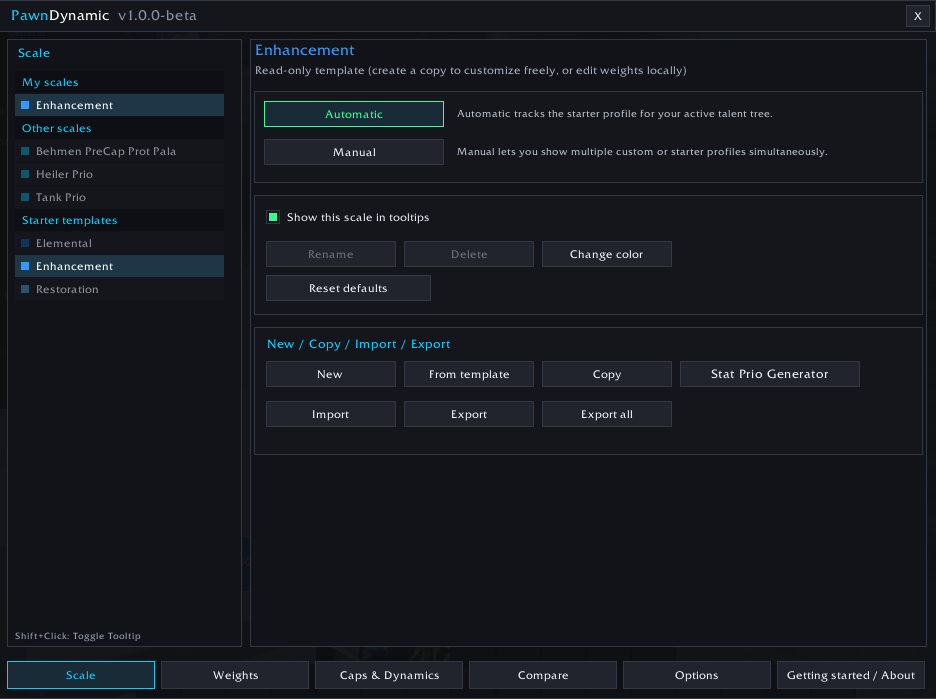 PawnDynamic v1.0.0-beta
X
Scale
My scales
Enhancement
Other scales
Behmen PreCap Prot Pala
Heiler Prio
Tank Prio
Starter templates
Elemental
Enhancement
Restoration
Shift+Click: Toggle Tooltip
Enhancement
Read-only template (create a copy to customize freely, or edit weights locally)
Automatic
Automatic tracks the starter profile for your active talent tree.
Manual
Manual lets you show multiple custom or starter profiles simultaneously.
Show this scale in tooltips
Rename Delete Change color
Reset defaults
New / Copy / Import / Export
New From template Copy Stat Prio Generator
Import Export Export all
Scale Weights Caps & Dynamics Compare Options Getting started / About